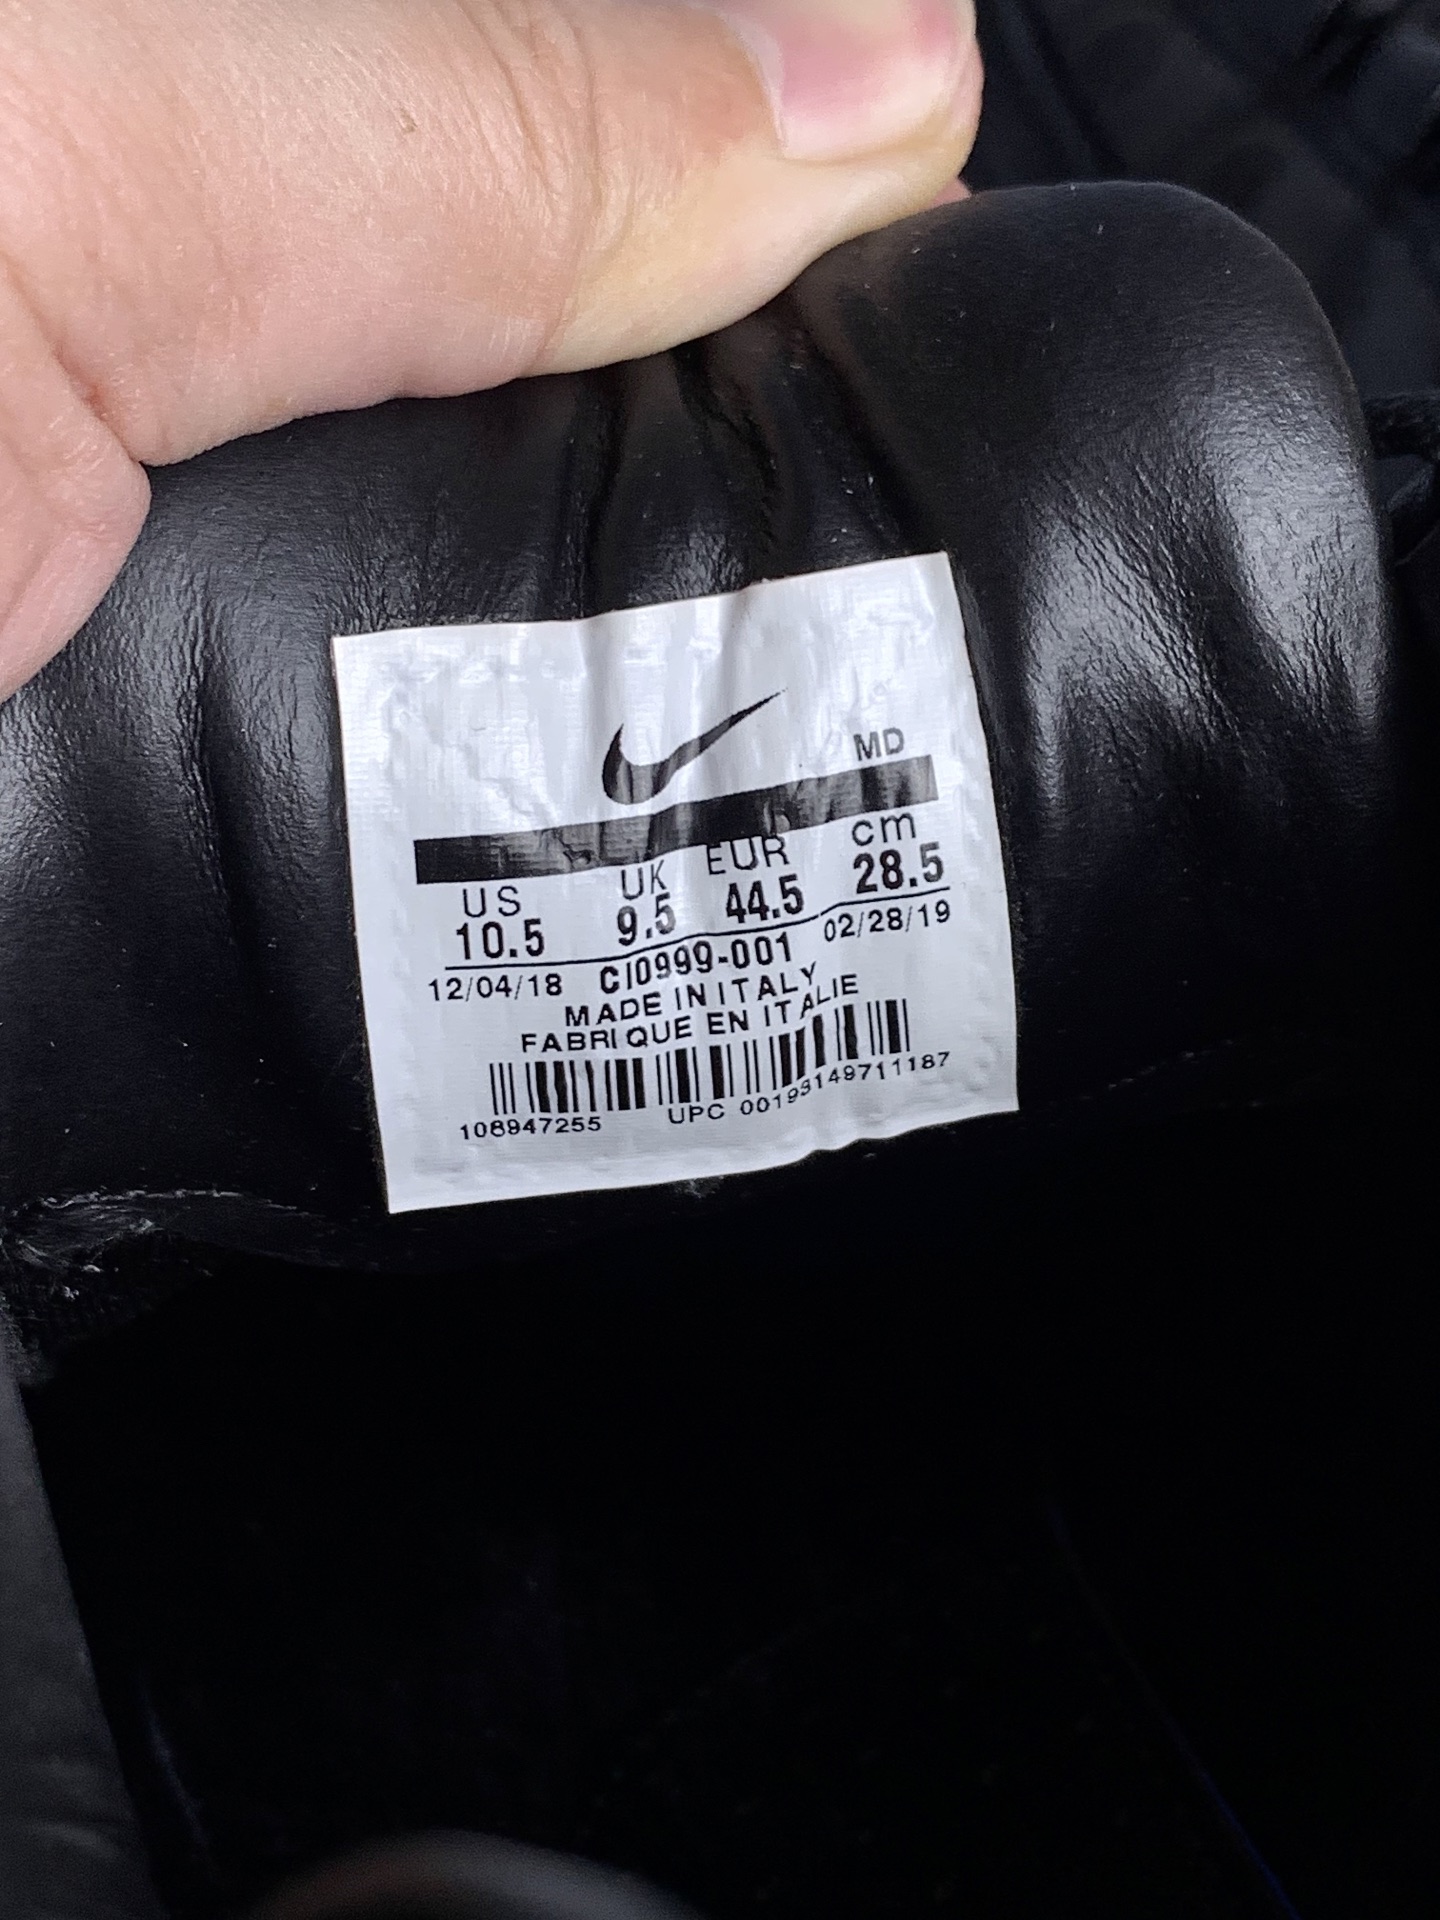 MD
US UK EUR cm
10.5 9.5 44.5 28.5
12/04/18 CI0999-001 02/28/19
MADE IN ITALY
FABRIQUE EN ITALIE
108947255 UPC 00193149711187